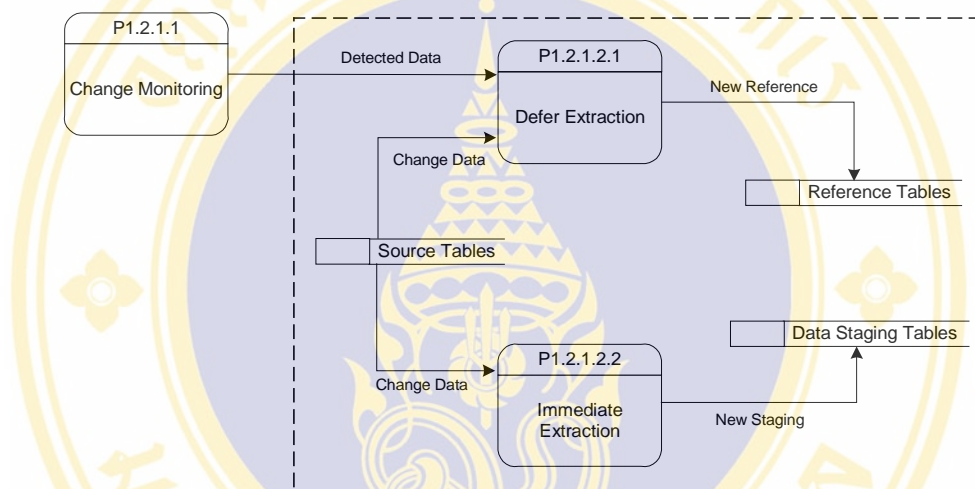 P1.2.1.1
Change Monitoring
Detected Data
P1.2.1.2.1
Defer Extraction
New Reference
Change Data
Reference Tables
Source Tables
Data Staging Tables
P1.2.1.2.2
Change Data
Immediate
Extraction
New Staging